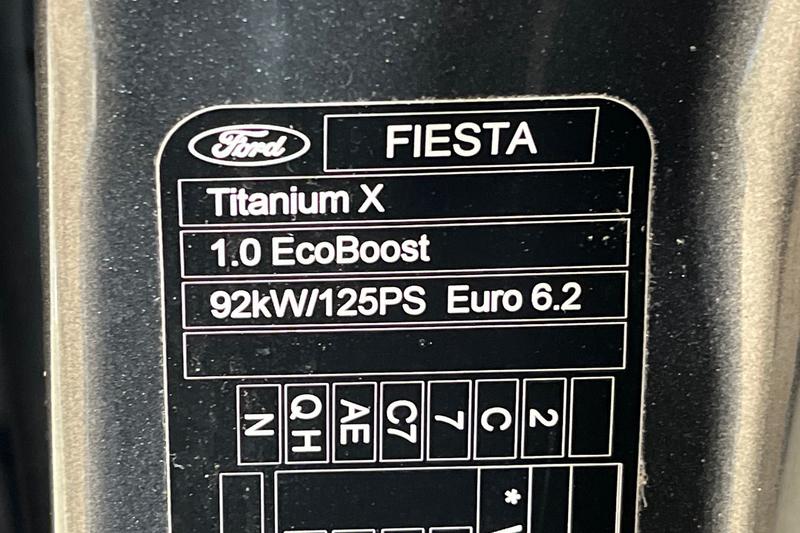 Ford FIESTA
Titanium X
1.0 EcoBoost
92kW/125PS Euro 6.2
N QH AE C7 7 C 2
*